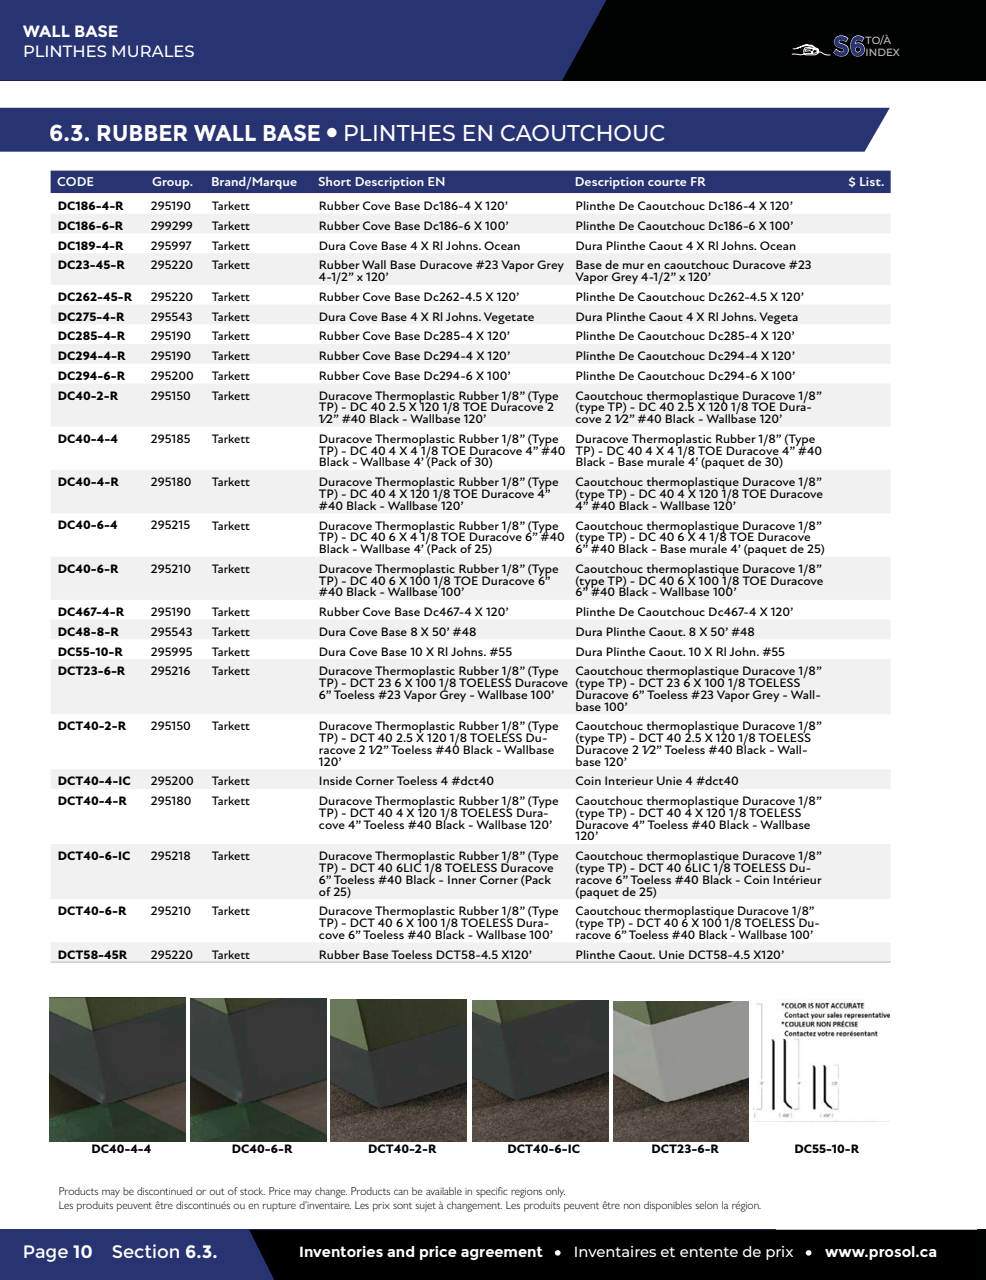 WALL BASE
PLINTHES MURALES
S6 TO/À
INDEX
6.3. RUBBER WALL BASE • PLINTHES EN CAOUTCHOUC
CODE Group. Brand/Marque Short Description EN Description courte FR $ List.
DC186-4-R 295190 Tarkett Rubber Cove Base Dc186-4 X 120’ Plinthe De Caoutchouc Dc186-4 X 120’
DC186-6-R 299299 Tarkett Rubber Cove Base Dc186-6 X 100’ Plinthe De Caoutchouc Dc186-6 X 100’
DC189-4-R 295997 Tarkett Dura Cove Base 4 X Rl Johns. Ocean Dura Plinthe Caout 4 X Rl Johns. Ocean
DC23-45-R 295220 Tarkett Rubber Wall Base Duracove #23 Vapor Grey Base de mur en caoutchouc Duracove #23
4-1/2” x 120’ Vapor Grey 4-1/2” x 120’
DC262-45-R 295220 Tarkett Rubber Cove Base Dc262-4.5 X 120’ Plinthe De Caoutchouc Dc262-4.5 X 120’
DC275-4-R 295543 Tarkett Dura Cove Base 4 X Rl Johns. Vegetate Dura Plinthe Caout 4 X Rl Johns. Vegeta
DC285-4-R 295190 Tarkett Rubber Cove Base Dc285-4 X 120’ Plinthe De Caoutchouc Dc285-4 X 120’
DC294-4-R 295190 Tarkett Rubber Cove Base Dc294-4 X 120’ Plinthe De Caoutchouc Dc294-4 X 120’
DC294-6-R 295200 Tarkett Rubber Cove Base Dc294-6 X 100’ Plinthe De Caoutchouc Dc294-6 X 100’
DC40-2-R 295150 Tarkett Duracove Thermoplastic Rubber 1/8” (Type Caoutchouc thermoplastique Duracove 1/8”
TP) - DC 40 2.5 X 120 1/8 TOE Duracove 2 (type TP) - DC 40 2.5 X 120 1/8 TOE Dura-
1/2” #40 Black - Wallbase 120’ cove 2 1/2” #40 Black - Wallbase 120’
DC40-4-4 295185 Tarkett Duracove Thermoplastic Rubber 1/8” (Type Duracove Thermoplastic Rubber 1/8” (Type
TP) - DC 40 4 X 4 1/8 TOE Duracove 4” #40 TP) - DC 40 4 X 4 1/8 TOE Duracove 4” #40
Black - Wallbase 4’ (Pack of 30) Black - Base murale 4’ (paquet de 30)
DC40-4-R 295180 Tarkett Duracove Thermoplastic Rubber 1/8” (Type Caoutchouc thermoplastique Duracove 1/8”
TP) - DC 40 4 X 120 1/8 TOE Duracove 4” (type TP) - DC 40 4 X 120 1/8 TOE Duracove
#40 Black - Wallbase 120’ 4” #40 Black - Wallbase 120’
DC40-6-4 295215 Tarkett Duracove Thermoplastic Rubber 1/8” (Type Caoutchouc thermoplastique Duracove 1/8”
TP) - DC 40 6 X 4 1/8 TOE Duracove 6” #40 (type TP) - DC 40 6 X 4 1/8 TOE Duracove
Black - Wallbase 4’ (Pack of 25) 6” #40 Black - Base murale 4’ (paquet de 25)
DC40-6-R 295210 Tarkett Duracove Thermoplastic Rubber 1/8” (Type Caoutchouc thermoplastique Duracove 1/8”
TP) - DC 40 6 X 100 1/8 TOE Duracove 6” (type TP) - DC 40 6 X 100 1/8 TOE Duracove
#40 Black - Wallbase 100’ 6” #40 Black - Wallbase 100’
DC467-4-R 295190 Tarkett Rubber Cove Base Dc467-4 X 120’ Plinthe De Caoutchouc Dc467-4 X 120’
DC48-8-R 295543 Tarkett Dura Cove Base 8 X 50’ #48 Dura Plinthe Caout. 8 X 50’ #48
DC55-10-R 295995 Tarkett Dura Cove Base 10 X Rl Johns. #55 Dura Plinthe Caout. 10 X Rl John. #55
DCT23-6-R 295216 Tarkett Duracove Thermoplastic Rubber 1/8” (Type Caoutchouc thermoplastique Duracove 1/8”
TP) - DCT 23 6 X 100 1/8 TOELESS Duracove (type TP) - DCT 23 6 X 100 1/8 TOELESS
6” Toeless #23 Vapor Grey - Wallbase 100’ Duracove 6” Toeless #23 Vapor Grey - Wall-
base 100’
DCT40-2-R 295150 Tarkett Duracove Thermoplastic Rubber 1/8” (Type Caoutchouc thermoplastique Duracove 1/8”
TP) - DCT 40 2.5 X 120 1/8 TOELESS Du- (type TP) - DCT 40 2.5 X 120 1/8 TOELESS
racove 2 1/2” Toeless #40 Black - Wallbase Duracove 2 1/2” Toeless #40 Black - Wall-
120’ base 120’
DCT40-4-IC 295200 Tarkett Inside Corner Toeless 4 #dct40 Coin Interieur Unie 4 #dct40
DCT40-4-R 295180 Tarkett Duracove Thermoplastic Rubber 1/8” (Type Caoutchouc thermoplastique Duracove 1/8”
TP) - DCT 40 4 X 120 1/8 TOELESS Dura- (type TP) - DCT 40 4 X 120 1/8 TOELESS
cove 4” Toeless #40 Black - Wallbase 120’ Duracove 4” Toeless #40 Black - Wallbase
120’
DCT40-6-IC 295218 Tarkett Duracove Thermoplastic Rubber 1/8” (Type Caoutchouc thermoplastique Duracove 1/8”
TP) - DCT 40 6LIC 1/8 TOELESS Duracove (type TP) - DCT 40 6LIC 1/8 TOELESS Du-
6” Toeless #40 Black - Inner Corner (Pack racove 6” Toeless #40 Black - Coin Intérieur
of 25) (paquet de 25)
DCT40-6-R 295210 Tarkett Duracove Thermoplastic Rubber 1/8” (Type Caoutchouc thermoplastique Duracove 1/8”
TP) - DCT 40 6 X 100 1/8 TOELESS Dura- (type TP) - DCT 40 6 X 100 1/8 TOELESS Du-
cove 6” Toeless #40 Black - Wallbase 100’ racove 6” Toeless #40 Black - Wallbase 100’
DCT58-45R 295220 Tarkett Rubber Base Toeless DCT58-4.5 X120’ Plinthe Caout. Unie DCT58-4.5 X120’
*COLOR IS NOT ACCURATE
Contact your sales representative
*COULEUR NON PRÉCISE
Contactez votre représentant
DC40-4-4 DC40-6-R DCT40-2-R DCT40-6-IC DCT23-6-R DC55-10-R
Products may be discontinued or out of stock. Price may change. Products can be available in specific regions only.
Les produits peuvent être discontinués ou en rupture d’inventaire. Les prix sont sujet à changement. Les produits peuvent être non disponibles selon la région.
Page 10 Section 6.3. Inventories and price agreement • Inventaires et entente de prix • www.prosol.ca